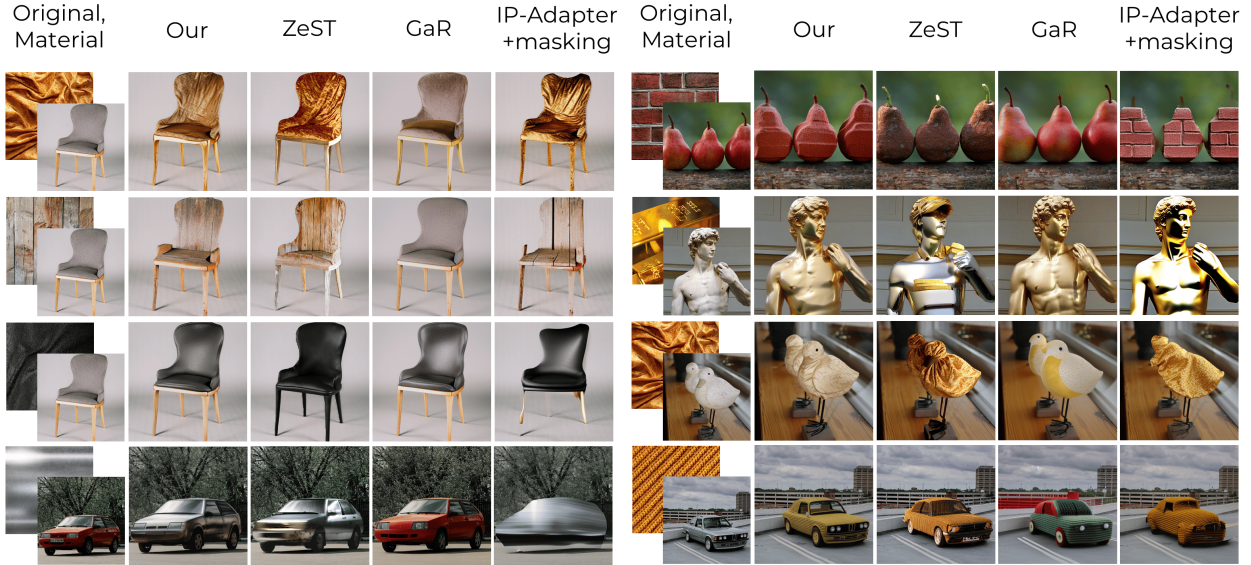 Original,
Material
Our
ZeST
GaR
IP-Adapter
+masking
Original,
Material
Our
ZeST
GaR
IP-Adapter
+masking